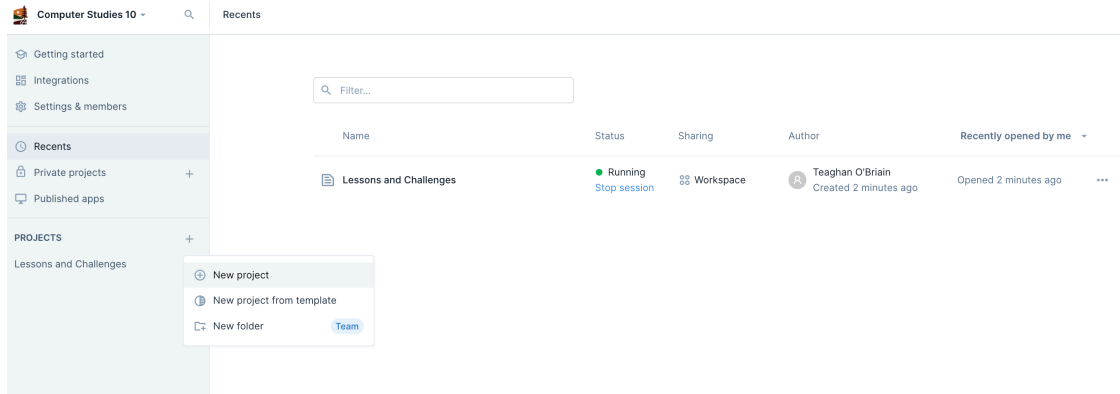 Computer Studies 10
Recents
Getting started
Integrations
Settings & members
Recents
Private projects
Published apps
PROJECTS
Lessons and Challenges
Filter...
Name Status Sharing Author Recently opened by me
Lessons and Challenges
Running
Stop session
Workspace
Teaghan O'Briain
Created 2 minutes ago
Opened 2 minutes ago
New project
New project from template
New folder Team